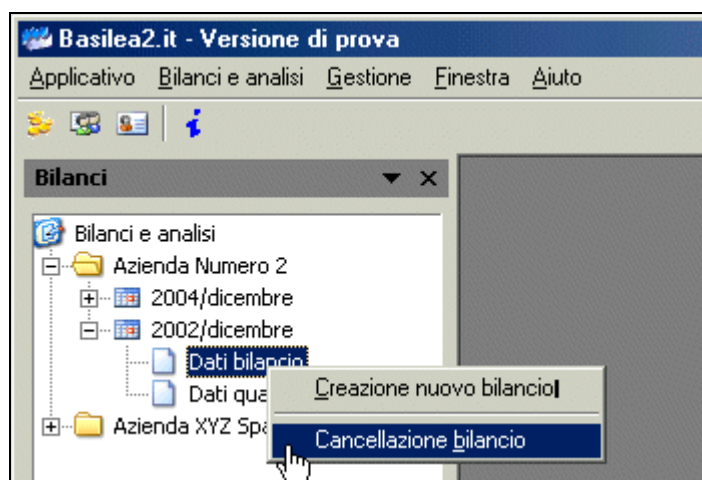 Basilea2.it - Versione di prova
Applicativo Bilanci e analisi Gestione Finestra Aiuto
Bilanci
Bilanci e analisi
Azienda Numero 2
2004/dicembre
2002/dicembre
Dati bilancio
Dati qua
Creazione nuovo bilancio
Azienda XYZ Spa
Cancellazione bilancio